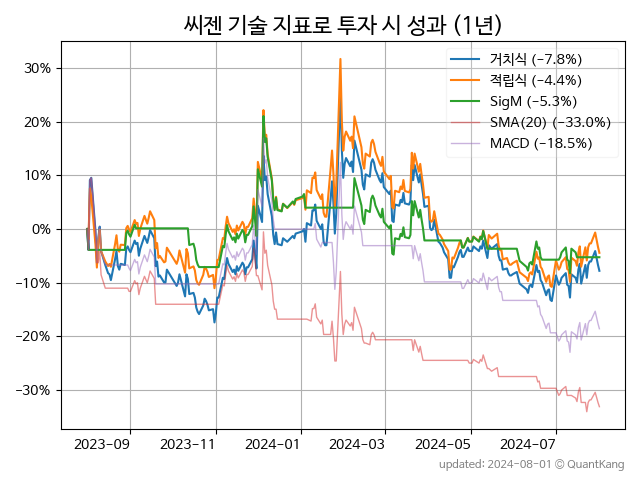 씨젠 기술 지표로 투자 시 성과 (1년)
거치식 (−7.8%)
적립식 (−4.4%)
SigM (−5.3%)
SMA(20) (−33.0%)
MACD (−18.5%)
30%
20%
10%
0%
−10%
−20%
−30%
2023-09
2023-11
2024-01
2024-03
2024-05
2024-07
updated: 2024-08-01 @ QuantKang